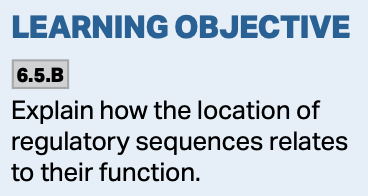 LEARNING OBJECTIVE
6.5.B
Explain how the location of
regulatory sequences relates
to their function.